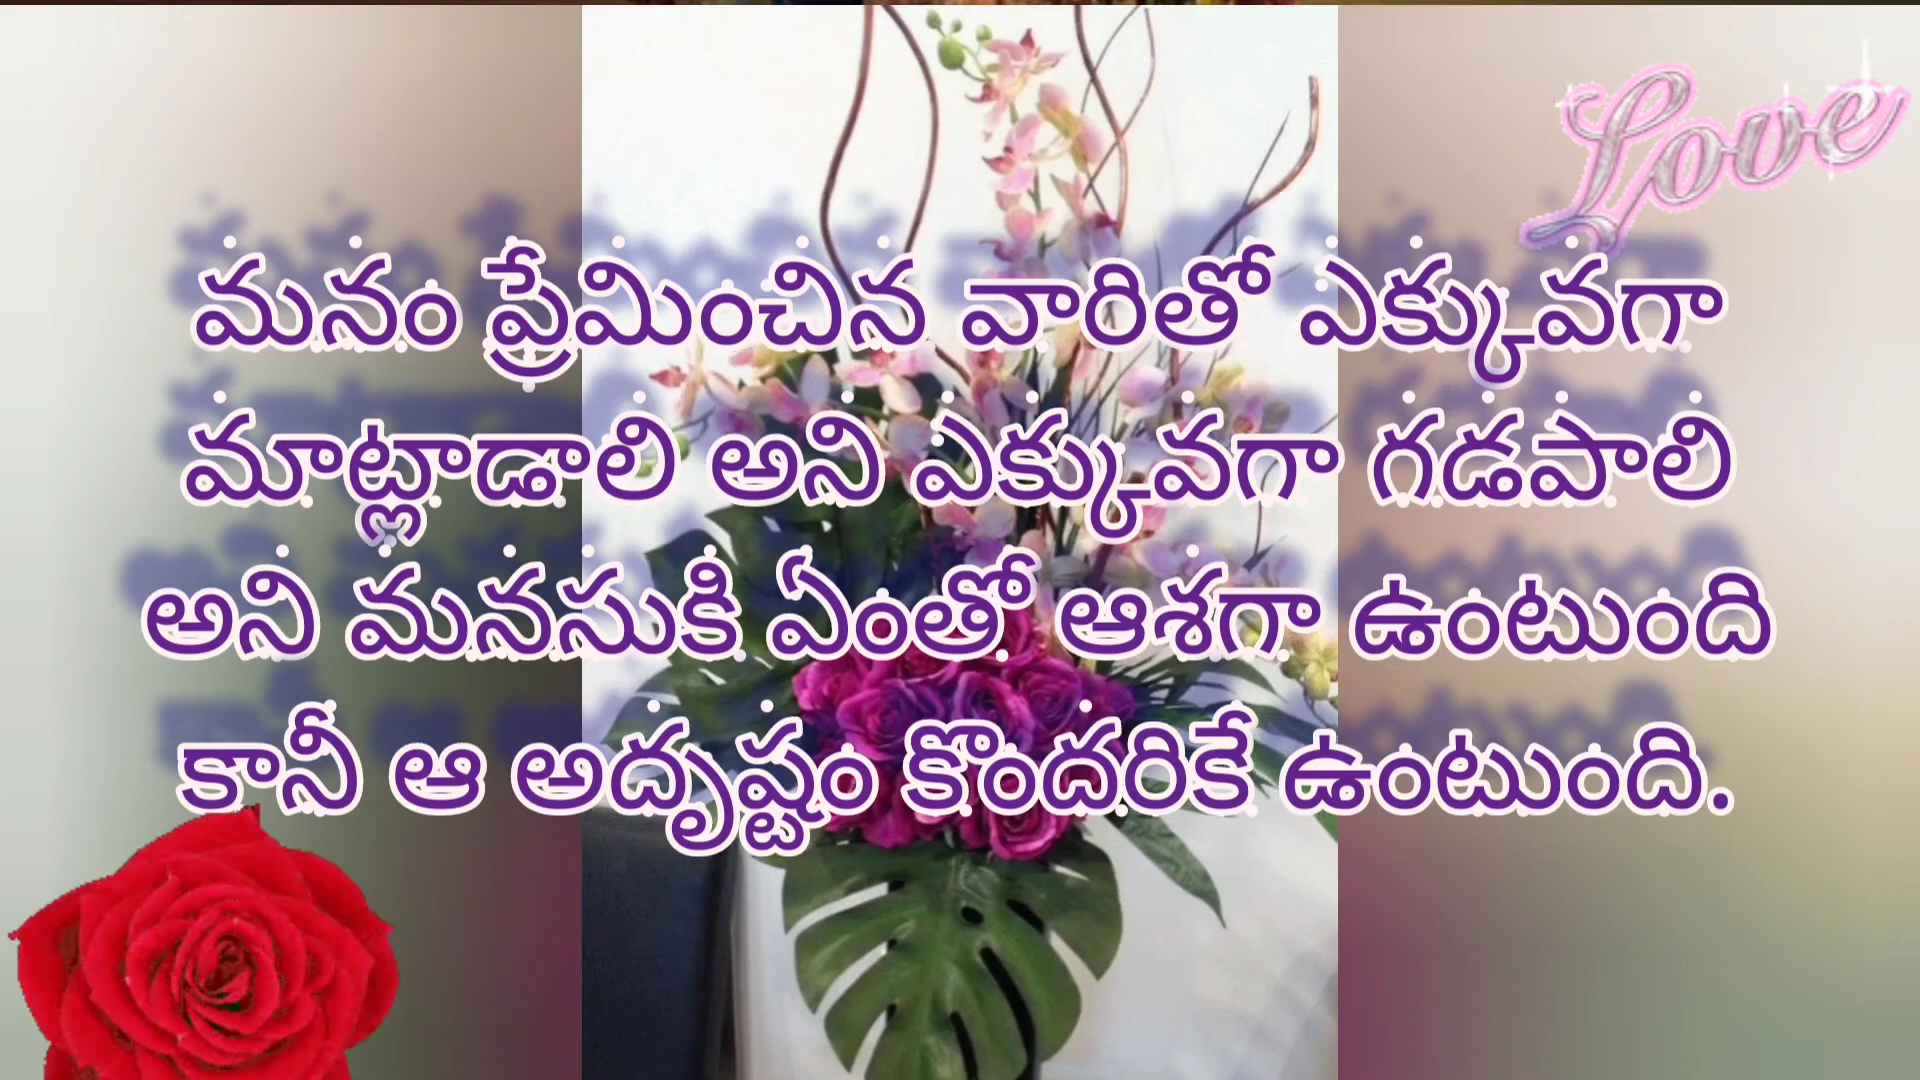 Love
మనం ప్రేమించిన వారితో ఎక్కువగా
మాట్లాడాలి అని ఎక్కువగా గడపాలి
అని మనసుకి ఏంతో ఆశగా ఉంటుంది
కానీ ఆ అదృష్టం కొందరికే ఉంటుంది.